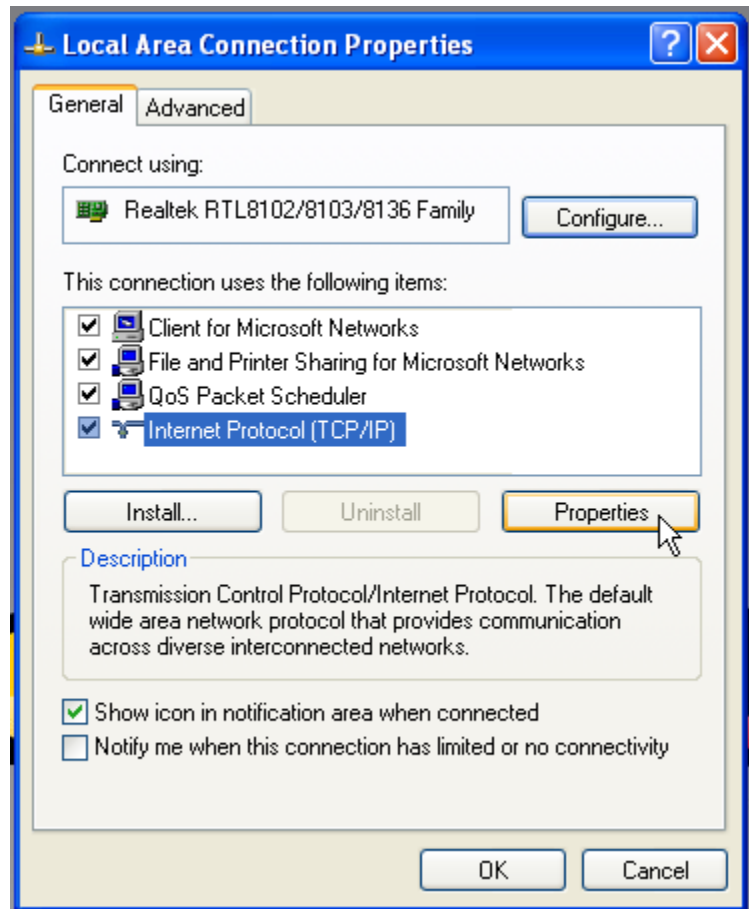 Local Area Connection Properties
General Advanced
Connect using:
Realtek RTL8102/8103/8136 Family Configure...
This connection uses the following items:
Client for Microsoft Networks
File and Printer Sharing for Microsoft Networks
QoS Packet Scheduler
Internet Protocol (TCP/IP)
Install... Uninstall Properties
Description
Transmission Control Protocol/Internet Protocol. The default
wide area network protocol that provides communication
across diverse interconnected networks.
Show icon in notification area when connected
Notify me when this connection has limited or no connectivity
OK Cancel